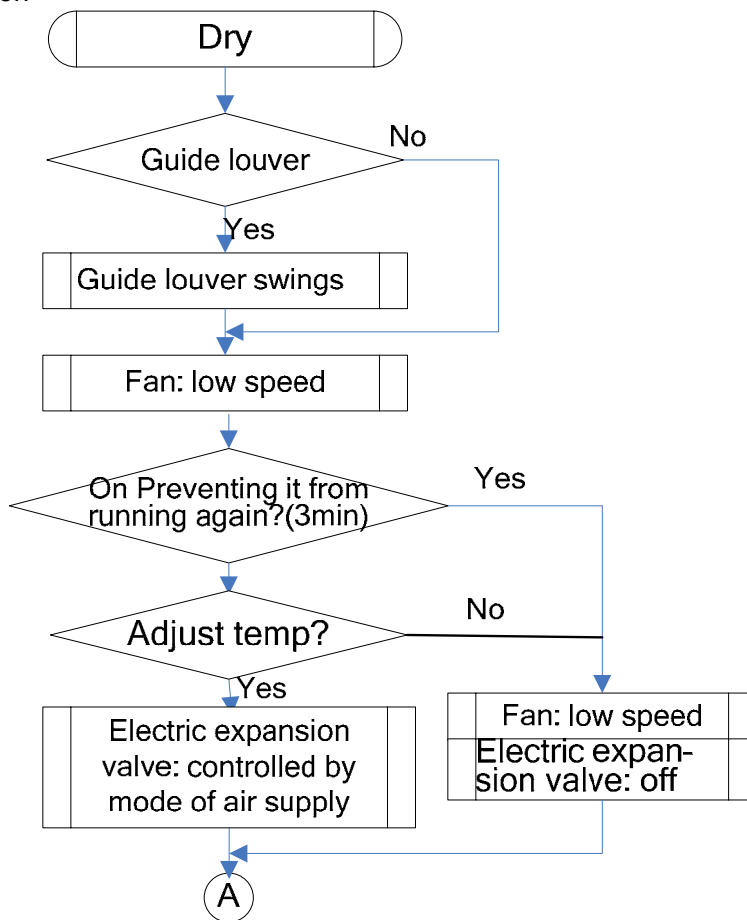 Dry
No
Guide louver
Yes
Guide louver swings
Fan: low speed
Yes
On Preventing it from
running again?(3min)
No
Adjust temp?
Yes
Electric expansion
valve: controlled by
mode of air supply
Fan: low speed
Electric expan-
sion valve: off
A